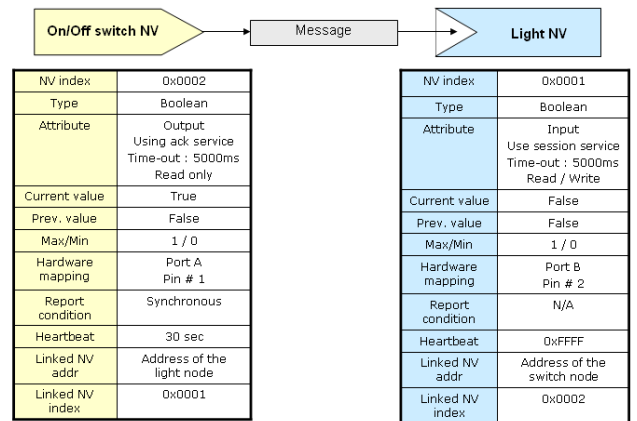 On/Off switch NV
Message
Light NV
NV index 0x0002
Type Boolean
Attribute Output
Using ack service
Time-out : 5000ms
Read only
Current value True
Prev. value False
Max/Min 1 / 0
Hardware mapping Port A
Pin # 1
Report condition Synchronous
Heartbeat 30 sec
Linked NV addr Address of the light node
Linked NV index 0x0001
NV index 0x0001
Type Boolean
Attribute Input
Use session service
Time-out : 5000ms
Read / Write
Current value False
Prev. value False
Max/Min 1 / 0
Hardware mapping Port B
Pin # 2
Report condition N/A
Heartbeat 0xFFFF
Linked NV addr Address of the switch node
Linked NV index 0x0002